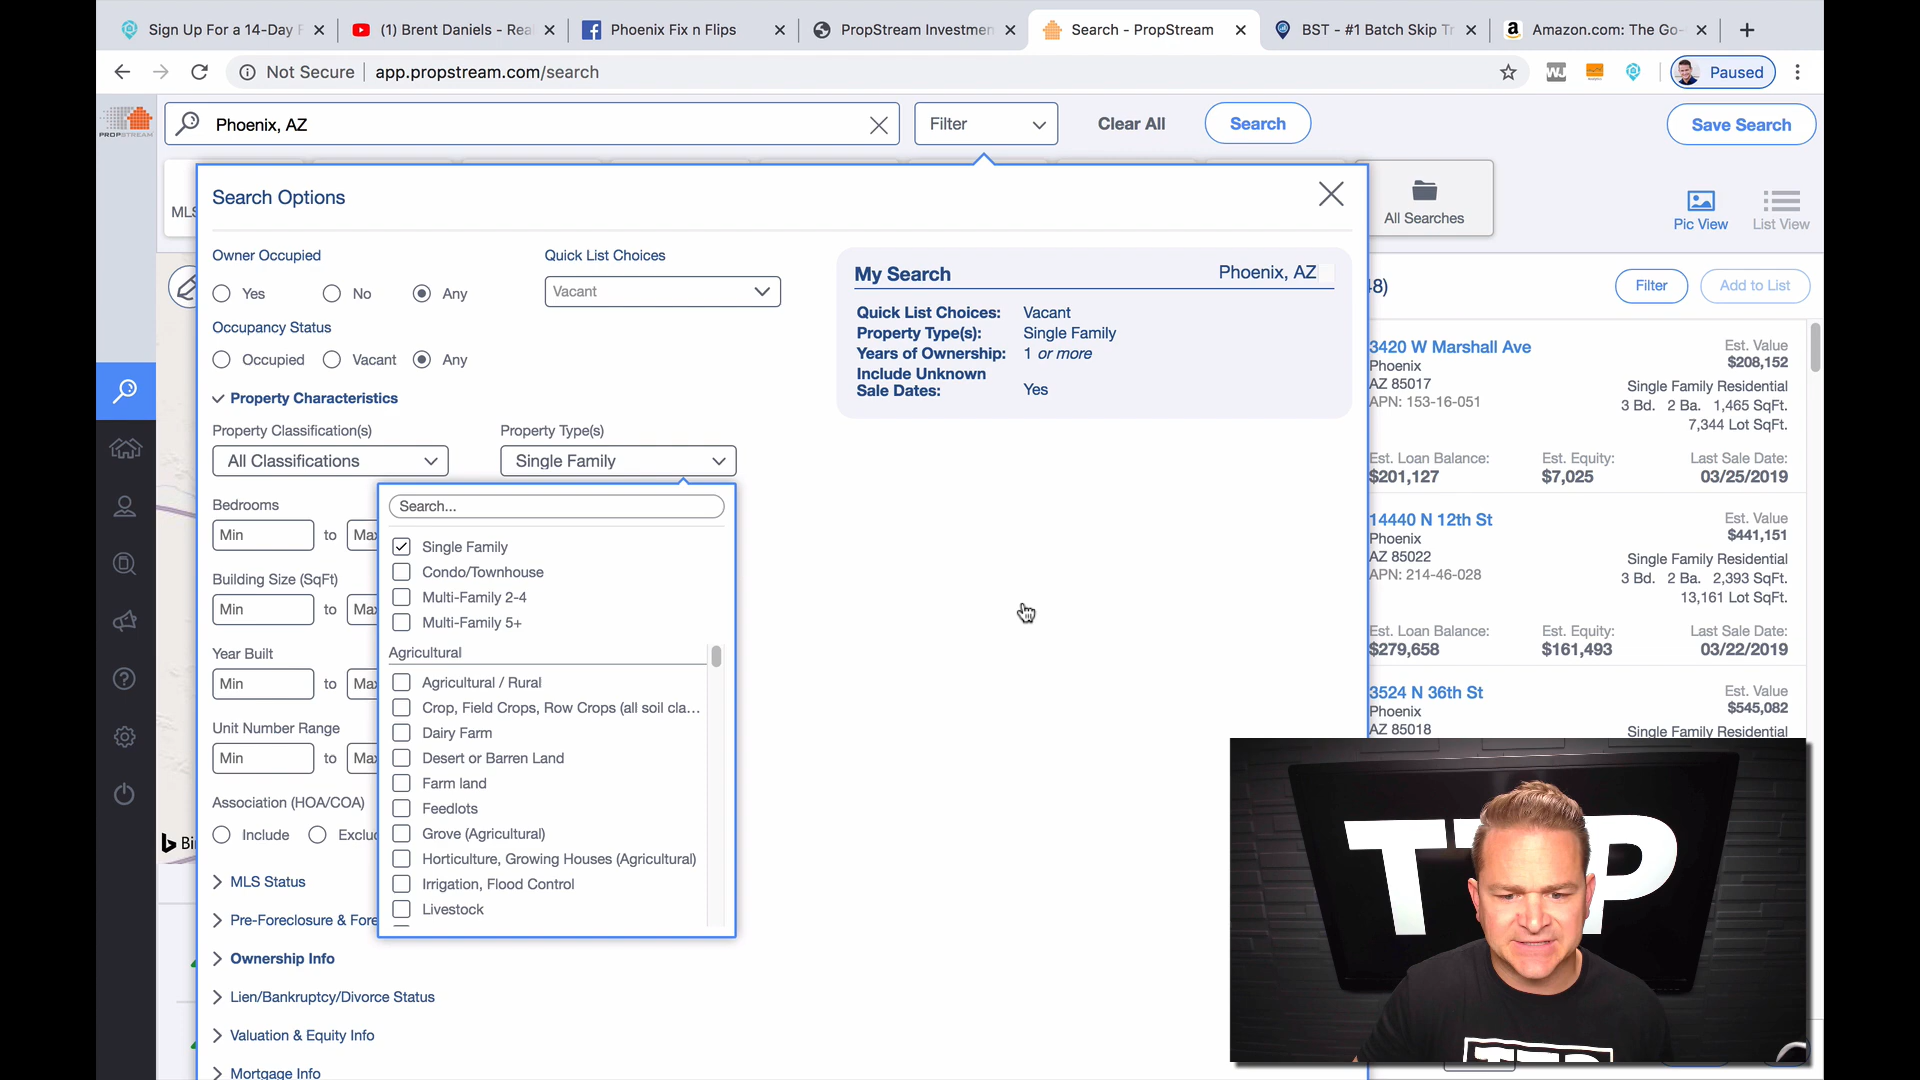 Sign Up For a 14-Day F
(1) Brent Daniels - Rea
Phoenix Fix n Flips
PropStream Investmen
Search - PropStream
BST - #1 Batch Skip Tr
Amazon.com: The Go-
Not Secure
app.propstream.com/search
Paused
PROPSTREAM
Phoenix, AZ
Filter
Clear All
Search
Save Search
MLS
All Searches
Pic View
List View
Search Options
Owner Occupied
Yes
No
Any
Occupancy Status
Occupied
Vacant
Any
Quick List Choices
Vacant
My Search
Phoenix, AZ
Quick List Choices: Vacant
Property Type(s): Single Family
Years of Ownership: 1 or more
Include Unknown
Sale Dates: Yes
Property Characteristics
Property Classification(s)
All Classifications
Property Type(s)
Single Family
Bedrooms
Min to Max
Building Size (SqFt)
Min to Max
Year Built
Min to Max
Unit Number Range
Min to Max
Association (HOA/COA)
Include
Exclu
MLS Status
Pre-Foreclosure & Fore
Ownership Info
Lien/Bankruptcy/Divorce Status
Valuation & Equity Info
Mortgage Info
Search...
Single Family
Condo/Townhouse
Multi-Family 2-4
Multi-Family 5+
Agricultural
Agricultural / Rural
Crop, Field Crops, Row Crops (all soil cla...
Dairy Farm
Desert or Barren Land
Farm land
Feedlots
Grove (Agricultural)
Horticulture, Growing Houses (Agricultural)
Irrigation, Flood Control
Livestock
Bi
48)
Filter
Add to List
3420 W Marshall Ave
Phoenix
AZ 85017
APN: 153-16-051
Est. Value
$208,152
Single Family Residential
3 Bd. 2 Ba. 1,465 SqFt.
7,344 Lot SqFt.
Est. Loan Balance:
$201,127
Est. Equity:
$7,025
Last Sale Date:
03/25/2019
14440 N 12th St
Phoenix
AZ 85022
APN: 214-46-028
Est. Value
$441,151
Single Family Residential
3 Bd. 2 Ba. 2,393 SqFt.
13,161 Lot SqFt.
Est. Loan Balance:
$279,658
Est. Equity:
$161,493
Last Sale Date:
03/22/2019
3524 N 36th St
Phoenix
AZ 85018
Est. Value
$545,082
Single Family Residential
TTP